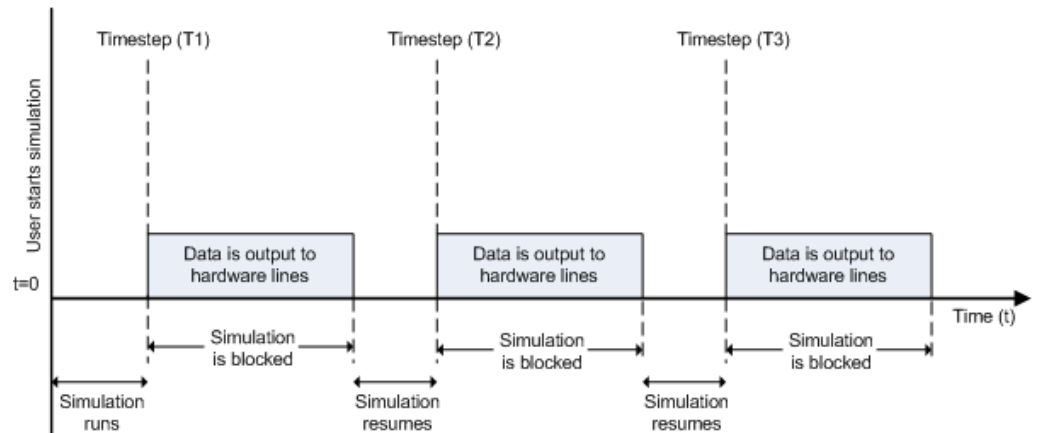 Timestep (T1)
Timestep (T2)
Timestep (T3)
User starts simulation
Data is output to
hardware lines
Data is output to
hardware lines
Data is output to
hardware lines
t=0
Time (t)
Simulation
is blocked
Simulation
is blocked
Simulation
is blocked
Simulation
runs
Simulation
resumes
Simulation
resumes